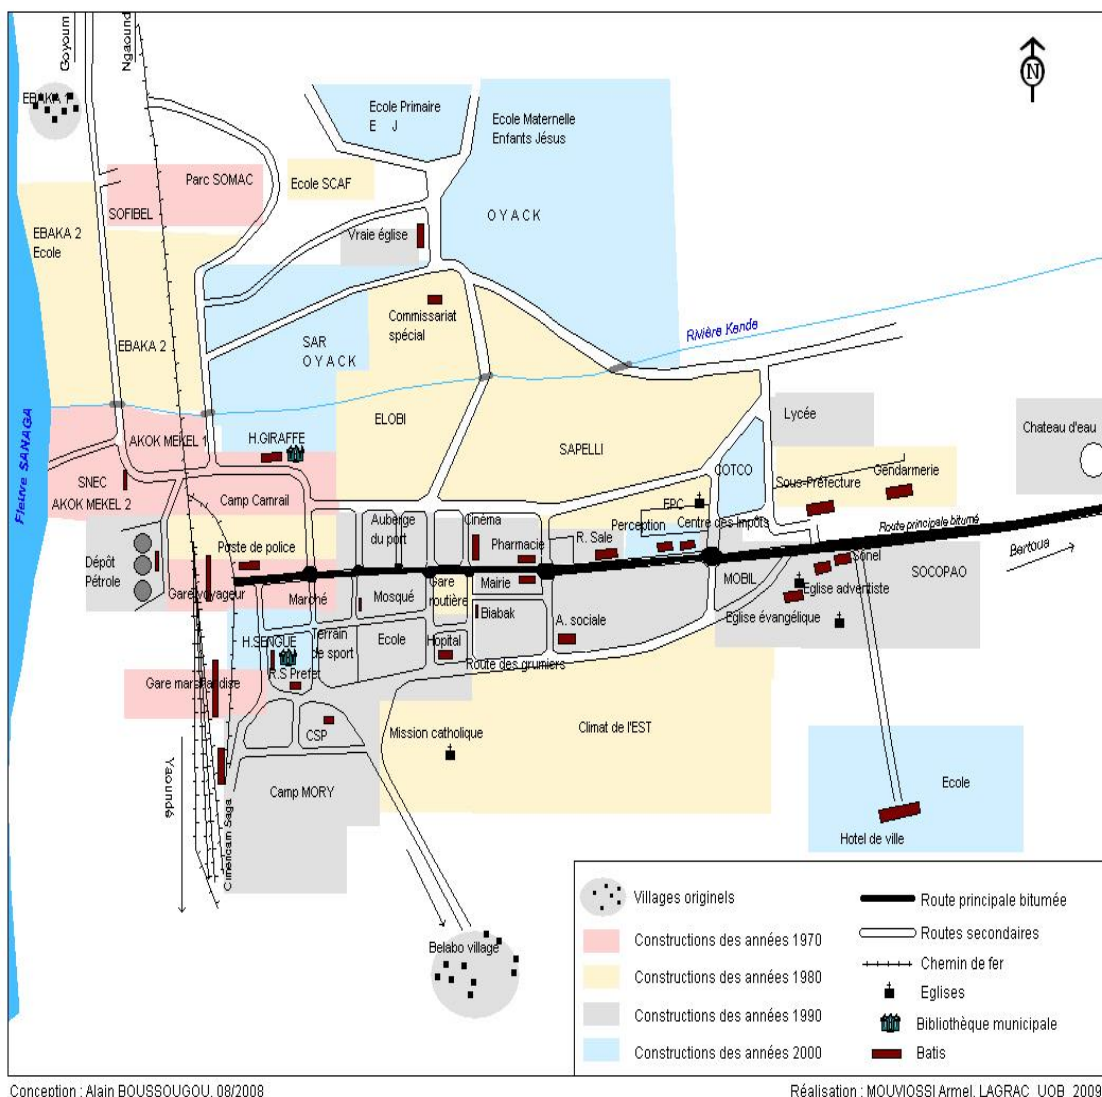 Goyoum
Ngaound
N
EBAKA 1
Ecole Primaire
E J
Ecole Maternelle
Enfants Jésus
Parc SOMAC
Ecole SCAF
SOFIBEL
O Y A C K
EBAKA 2
Ecole
Vraie église
Commissariat
spécial
Rivière Kende
EBAKA 2
SAR
O Y A C K
ELOBI
Lycée
Fleuve SANAGA
AKOK MEKEL 1
H.GIRAFFE
SAPELLI
Chateau d'eau
COTCO
SNEC
AKOK MEKEL 2
Camp Camrail
Sous-Préfecture
Gendarmerie
EPC
Auberge
du port
Cinéma
Perception
Centre des Impôts
Route principale bitumé
Pharmacie
R. Sale
Poste de police
Dépôt
Pétrole
Sonel
Bertoua
SOCOPAO
MOBIL
Gare voyageur
Marché
Mosqué
Gare
routière
Mairie
Eglise adventiste
Biabak
Eglise évangélique
A. sociale
H.SENGUE
Terrain
de sport
Ecole
Hopital
Route des grumiers
R.S Prefet
Gare marshandise
CSP
Mission catholique
Climat de l'EST
Yaoundé
Camp MORY
Cimericain Saga
Ecole
Hotel de ville
Belabo village
Villages originels
Constructions des années 1970
Constructions des années 1980
Constructions des années 1990
Constructions des années 2000
Route principale bitumée
Routes secondaires
Chemin de fer
Eglises
Bibliothèque municipale
Batis
Conception : Alain BOUSSOUGOU, 08/2008
Réalisation : MOUVIOSSI Armel, LAGRAC UOB 2009